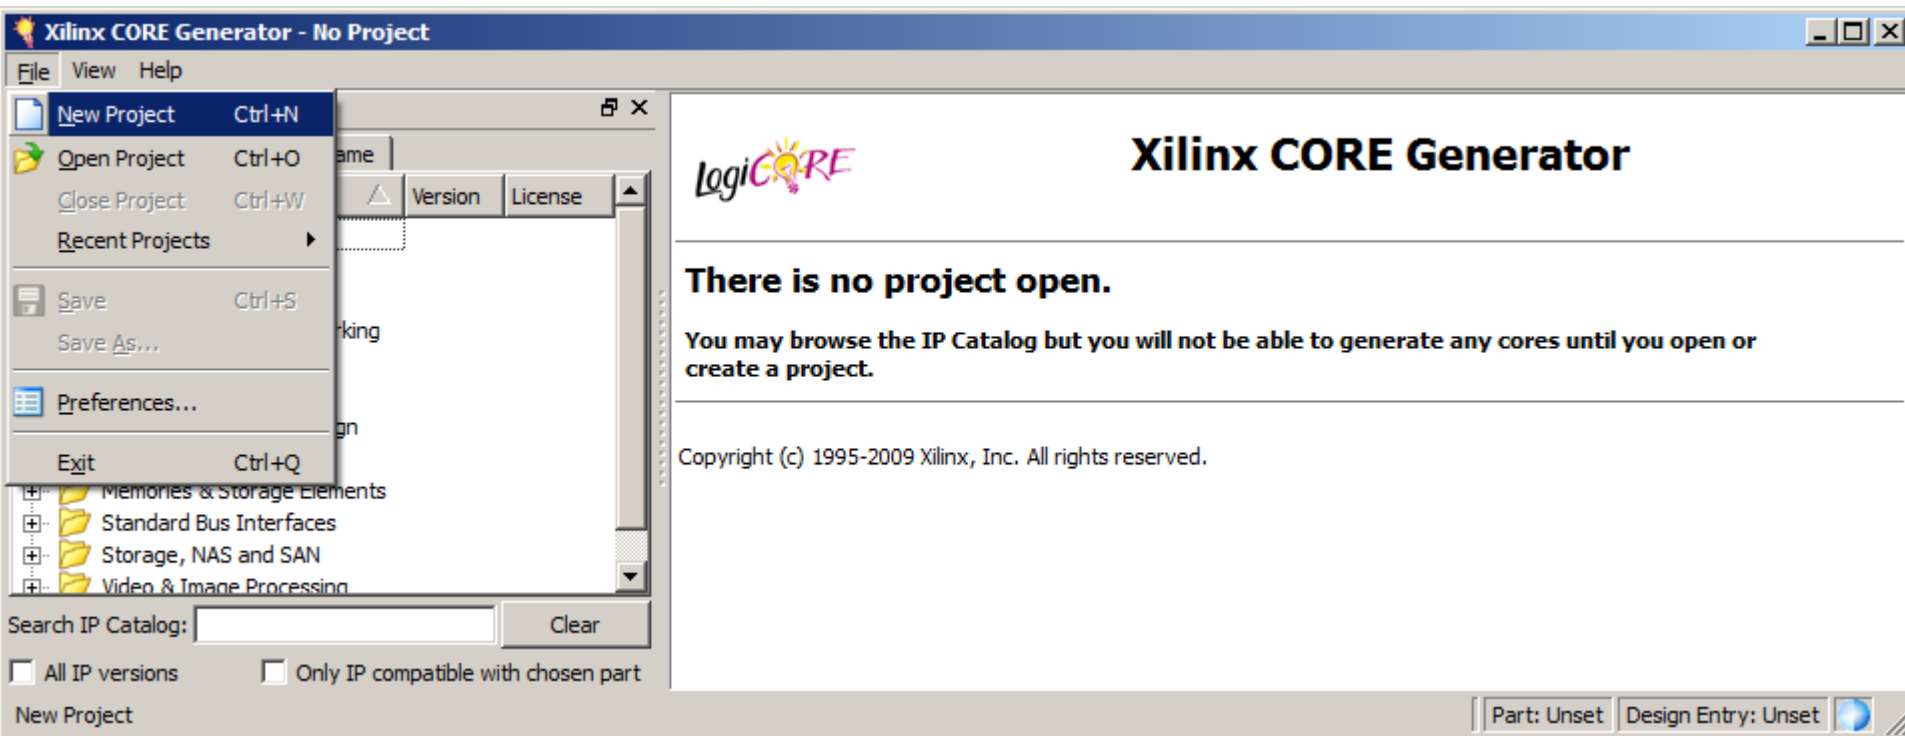 Xilinx CORE Generator - No Project
File View Help
New Project Ctrl+N
Open Project Ctrl+O
Close Project Ctrl+W
Recent Projects
Save Ctrl+S
Save As...
Preferences...
Exit Ctrl+Q
ame
Version License
rking
gn
Memories & Storage Elements
Standard Bus Interfaces
Storage, NAS and SAN
Video & Image Processing
Search IP Catalog: Clear
All IP versions Only IP compatible with chosen part
LogiCORE
Xilinx CORE Generator
There is no project open.
You may browse the IP Catalog but you will not be able to generate any cores until you open or
create a project.
Copyright (c) 1995-2009 Xilinx, Inc. All rights reserved.
New Project Part: Unset Design Entry: Unset